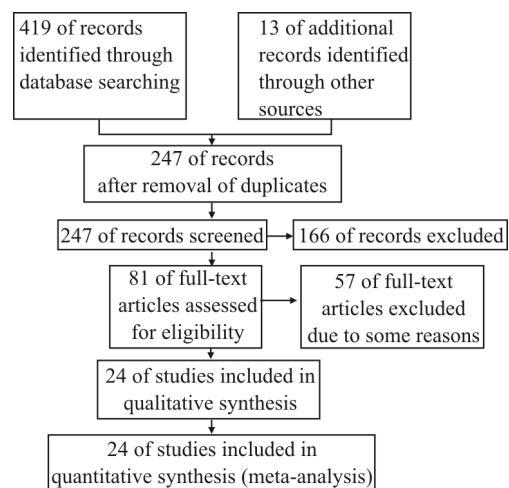 419 of records
identified through
database searching
13 of additional
records identified
through other
sources
247 of records
after removal of duplicates
247 of records screened
166 of records excluded
81 of full-text
articles assessed
for eligibility
57 of full-text
articles excluded
due to some reasons
24 of studies included in
qualitative synthesis
24 of studies included in
quantitative synthesis (meta-analysis)